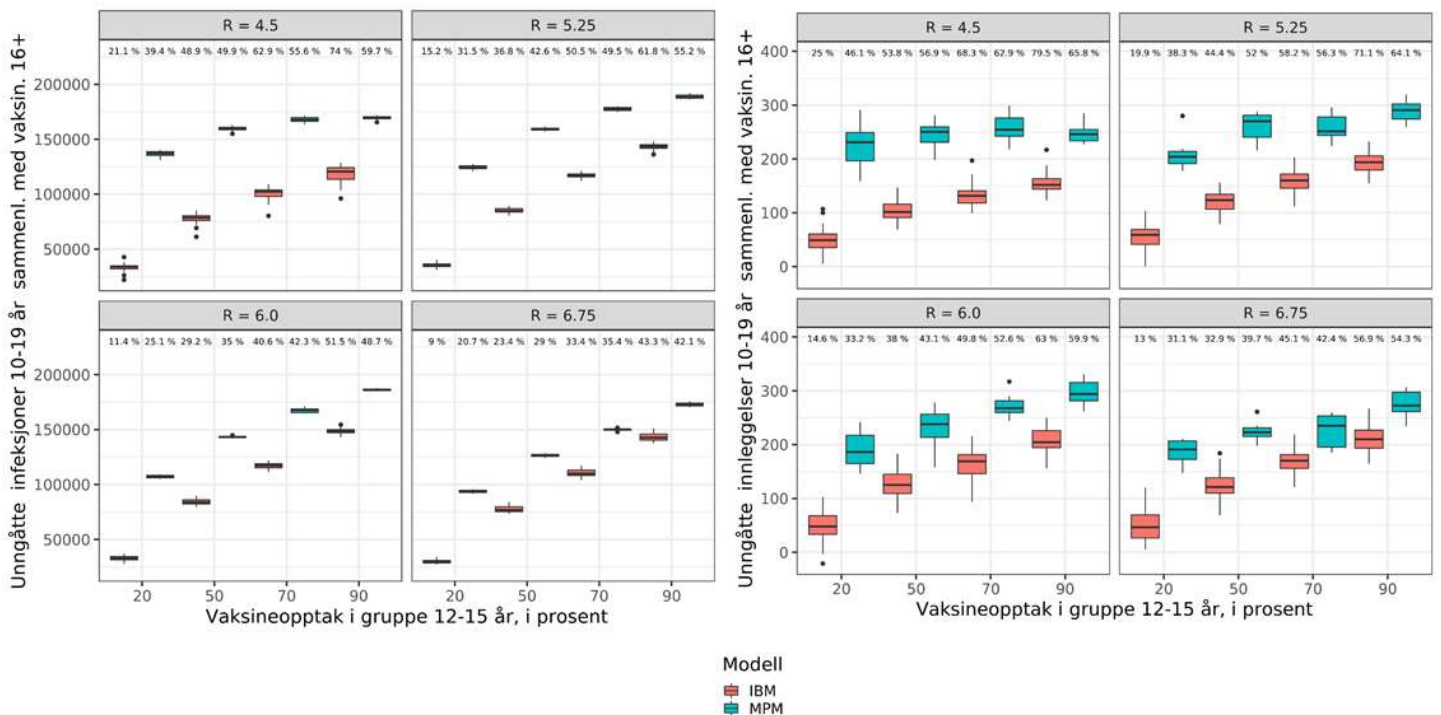 R = 4.5
R = 5.25
21.1 % 39.4 % 48.9 % 49.9 % 62.9 % 55.6 % 74 % 59.7 %
15.2 % 31.5 % 36.8 % 42.6 % 50.5 % 49.5 % 61.8 % 55.2 %
200000
150000
100000
50000
R = 6.0
R = 6.75
11.4 % 25.1 % 29.2 % 35 % 40.6 % 42.3 % 51.5 % 48.7 %
9 % 20.7 % 23.4 % 29 % 33.4 % 35.4 % 43.3 % 42.1 %
200000
150000
100000
50000
20 50 70 90
20 50 70 90
Vaksineopptak i gruppe 12-15 år, i prosent
Unngåtte infeksjoner 10-19 år sammenl. med vaksin. 16+
R = 4.5
R = 5.25
25 % 46.1 % 53.8 % 56.9 % 68.3 % 62.9 % 79.5 % 65.8 %
19.9 % 38.3 % 44.4 % 52 % 58.2 % 56.3 % 71.1 % 64.1 %
400
300
200
100
0
R = 6.0
R = 6.75
14.6 % 33.2 % 38 % 43.1 % 49.8 % 52.6 % 63 % 59.9 %
13 % 31.1 % 32.9 % 39.7 % 45.1 % 42.4 % 56.9 % 54.3 %
400
300
200
100
0
20 50 70 90
20 50 70 90
Vaksineopptak i gruppe 12-15 år, i prosent
Unngåtte innleggelser 10-19 år sammenl. med vaksin. 16+
Modell
IBM
MPM